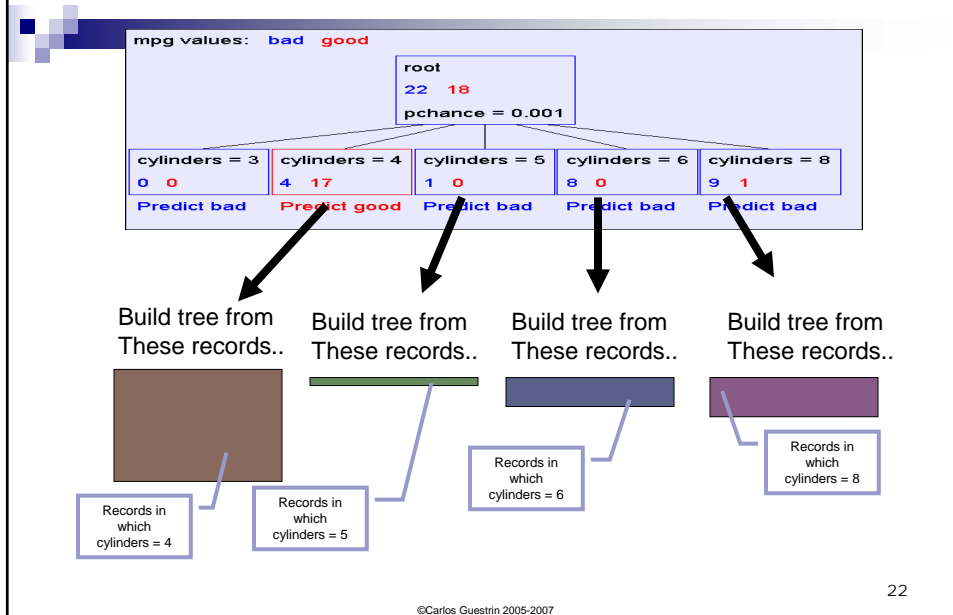 mpg values: bad good
root
22 18
pchance = 0.001
cylinders = 3 cylinders = 4 cylinders = 5 cylinders = 6 cylinders = 8
0 0 4 17 1 0 8 0 9 1
Predict bad Predict good Predict bad Predict bad Predict bad
Build tree from
These records..
Build tree from
These records..
Build tree from
These records..
Build tree from
These records..
Records in
which
cylinders = 4
Records in
which
cylinders = 5
Records in
which
cylinders = 6
Records in
which
cylinders = 8
22
©Carlos Guestrin 2005-2007